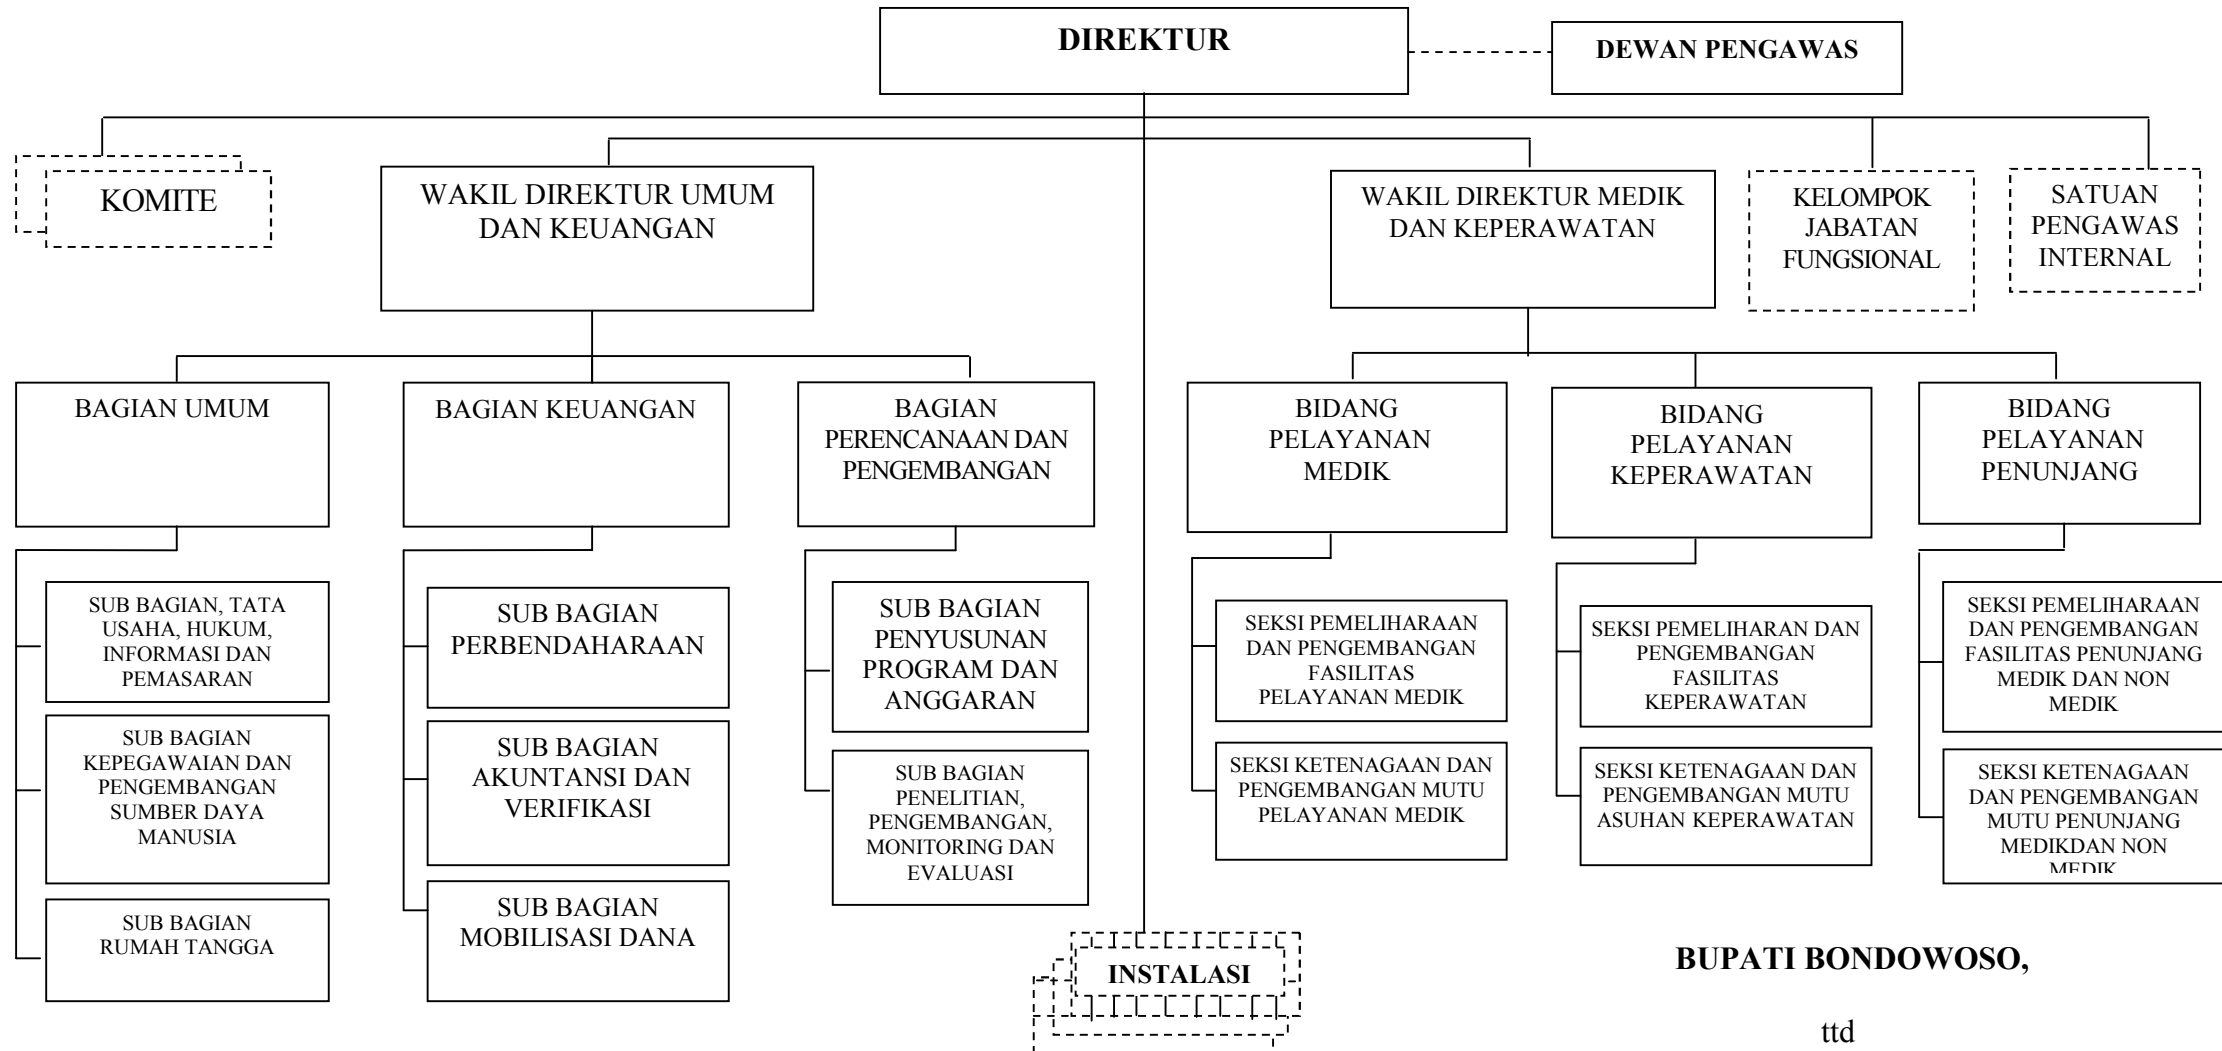 DIREKTUR
DEWAN PENGAWAS
KOMITE
WAKIL DIREKTUR UMUM
DAN KEUANGAN
WAKIL DIREKTUR MEDIK
DAN KEPERAWATAN
KELOMPOK
JABATAN
FUNGSIONAL
SATUAN
PENGAWAS
INTERNAL
BAGIAN UMUM
BAGIAN KEUANGAN
BAGIAN
PERENCANAAN DAN
PENGEMBANGAN
BIDANG
PELAYANAN
MEDIK
BIDANG
PELAYANAN
KEPERAWATAN
BIDANG
PELAYANAN
PENUNJANG
SUB BAGIAN, TATA
USAHA, HUKUM,
INFORMASI DAN
PEMASARAN
SUB BAGIAN
KEPEGAWAIAN DAN
PENGEMBANGAN
SUMBER DAYA
MANUSIA
SUB BAGIAN
RUMAH TANGGA
SUB BAGIAN
PERBENDAHARAAN
SUB BAGIAN
AKUNTANSI DAN
VERIFIKASI
SUB BAGIAN
MOBILISASI DANA
SUB BAGIAN
PENYUSUNAN
PROGRAM DAN
ANGGARAN
SUB BAGIAN
PENELITIAN,
PENGEMBANGAN,
MONITORING DAN
EVALUASI
SEKSI PEMELIHARAAN
DAN PENGEMBANGAN
FASILITAS
PELAYANAN MEDIK
SEKSI KETENAGAAN DAN
PENGEMBANGAN MUTU
PELAYANAN MEDIK
SEKSI PEMELIHARAN DAN
PENGEMBANGAN
FASILITAS
KEPERAWATAN
SEKSI KETENAGAAN DAN
PENGEMBANGAN MUTU
ASUHAN KEPERAWATAN
SEKSI PEMELIHARAAN
DAN PENGEMBANGAN
FASILITAS PENUNJANG
MEDIK DAN NON
MEDIK
SEKSI KETENAGAAN
DAN PENGEMBANGAN
MUTU PENUNJANG
MEDIKDAN NON
MEDIK
INSTALASI
BUPATI BONDOWOSO,
ttd